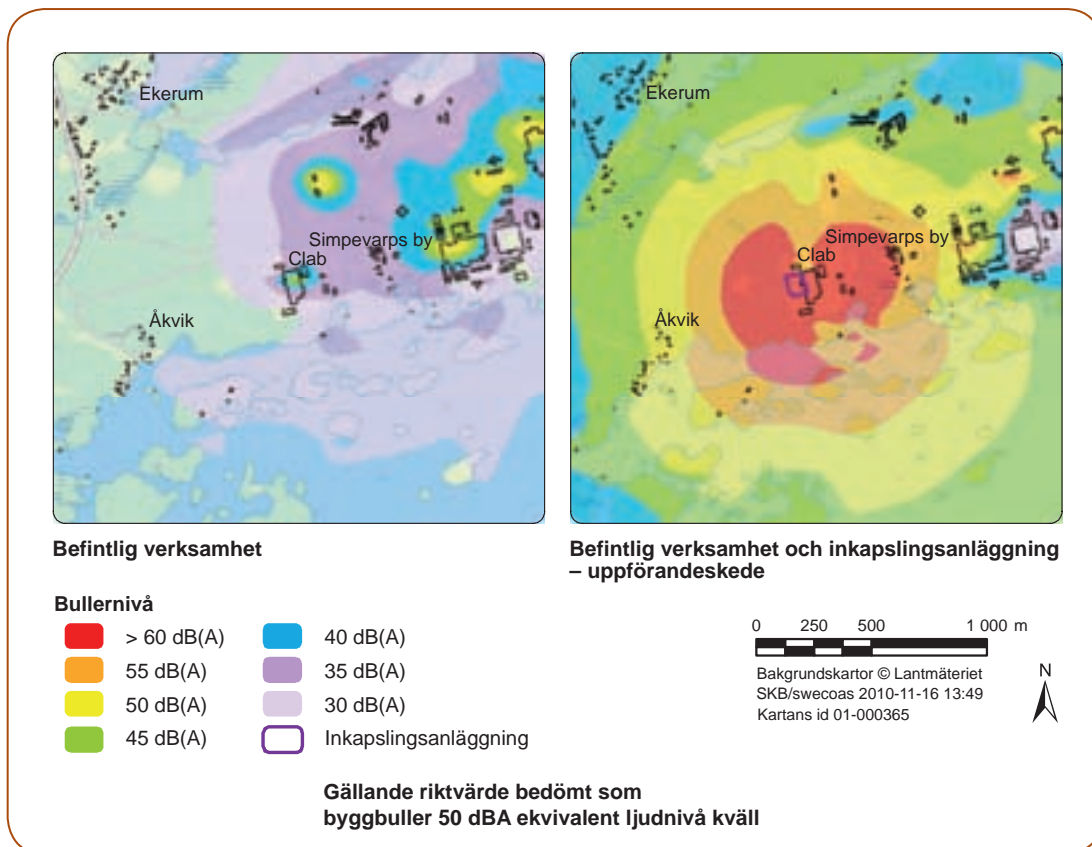 Ekerum
Simpevarps by
Clab
Åkvik
Ekerum
Simpevarps by
Clab
Åkvik
Befintlig verksamhet
Befintlig verksamhet och inkapslingsanläggning
– uppförandeskede
Bullernivå
> 60 dB(A)
55 dB(A)
50 dB(A)
45 dB(A)
40 dB(A)
35 dB(A)
30 dB(A)
Inkapslingsanläggning
0 250 500 1 000 m
Bakgrundskartor © Lantmäteriet
SKB/swecoas 2010-11-16 13:49
Kartans id 01-000365
N
Gällande riktvärde bedömt som
byggbuller 50 dBA ekvivalent ljudnivå kväll